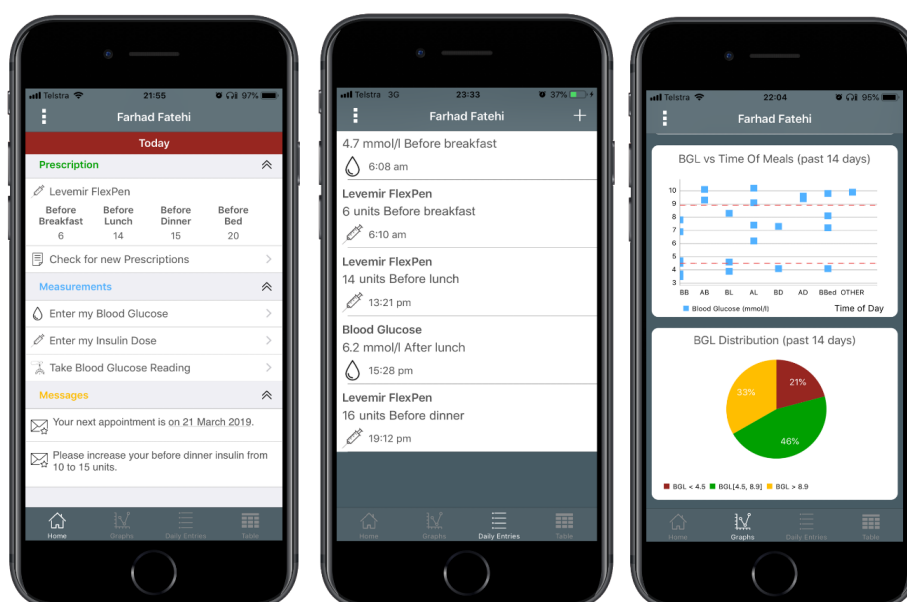 Telstra
21:55
97%
Farhad Fatehi
Today
Prescription
Levemir FlexPen
Before Breakfast
Before Lunch
Before Dinner
Before Bed
6 14 15 20
Check for new Prescriptions
Measurements
Enter my Blood Glucose
Enter my Insulin Dose
Take Blood Glucose Reading
Messages
Your next appointment is on 21 March 2019.
Please increase your before dinner insulin from
10 to 15 units.
Home Graphs Daily Entries Table
Telstra 3G
23:33
37%
Farhad Fatehi +
4.7 mmol/l Before breakfast
6:08 am
Levemir FlexPen
6 units Before breakfast
6:10 am
Levemir FlexPen
14 units Before lunch
13:21 pm
Blood Glucose
6.2 mmol/l After lunch
15:28 pm
Levemir FlexPen
16 units Before dinner
19:12 pm
Home Graphs Daily Entries Table
Telstra
22:04
95%
Farhad Fatehi
BGL vs Time Of Meals (past 14 days)
10
9
8
7
6
5
4
3
BB AB BL AL BD AD BBed OTHER
Blood Glucose (mmol/l)
Time of Day
BGL Distribution (past 14 days)
33%
21%
46%
BGL < 4.5 BGL[4.5, 8.9] BGL > 8.9
Home Graphs Daily Entries Table